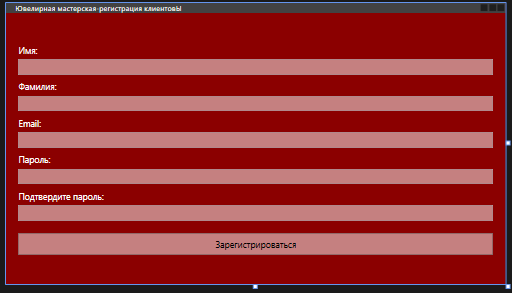 Ювелирная мастерская-регистрация клиентовЫ
Имя:
Фамилия:
Email:
Пароль:
Подтвердите пароль:
Зарегистрироваться